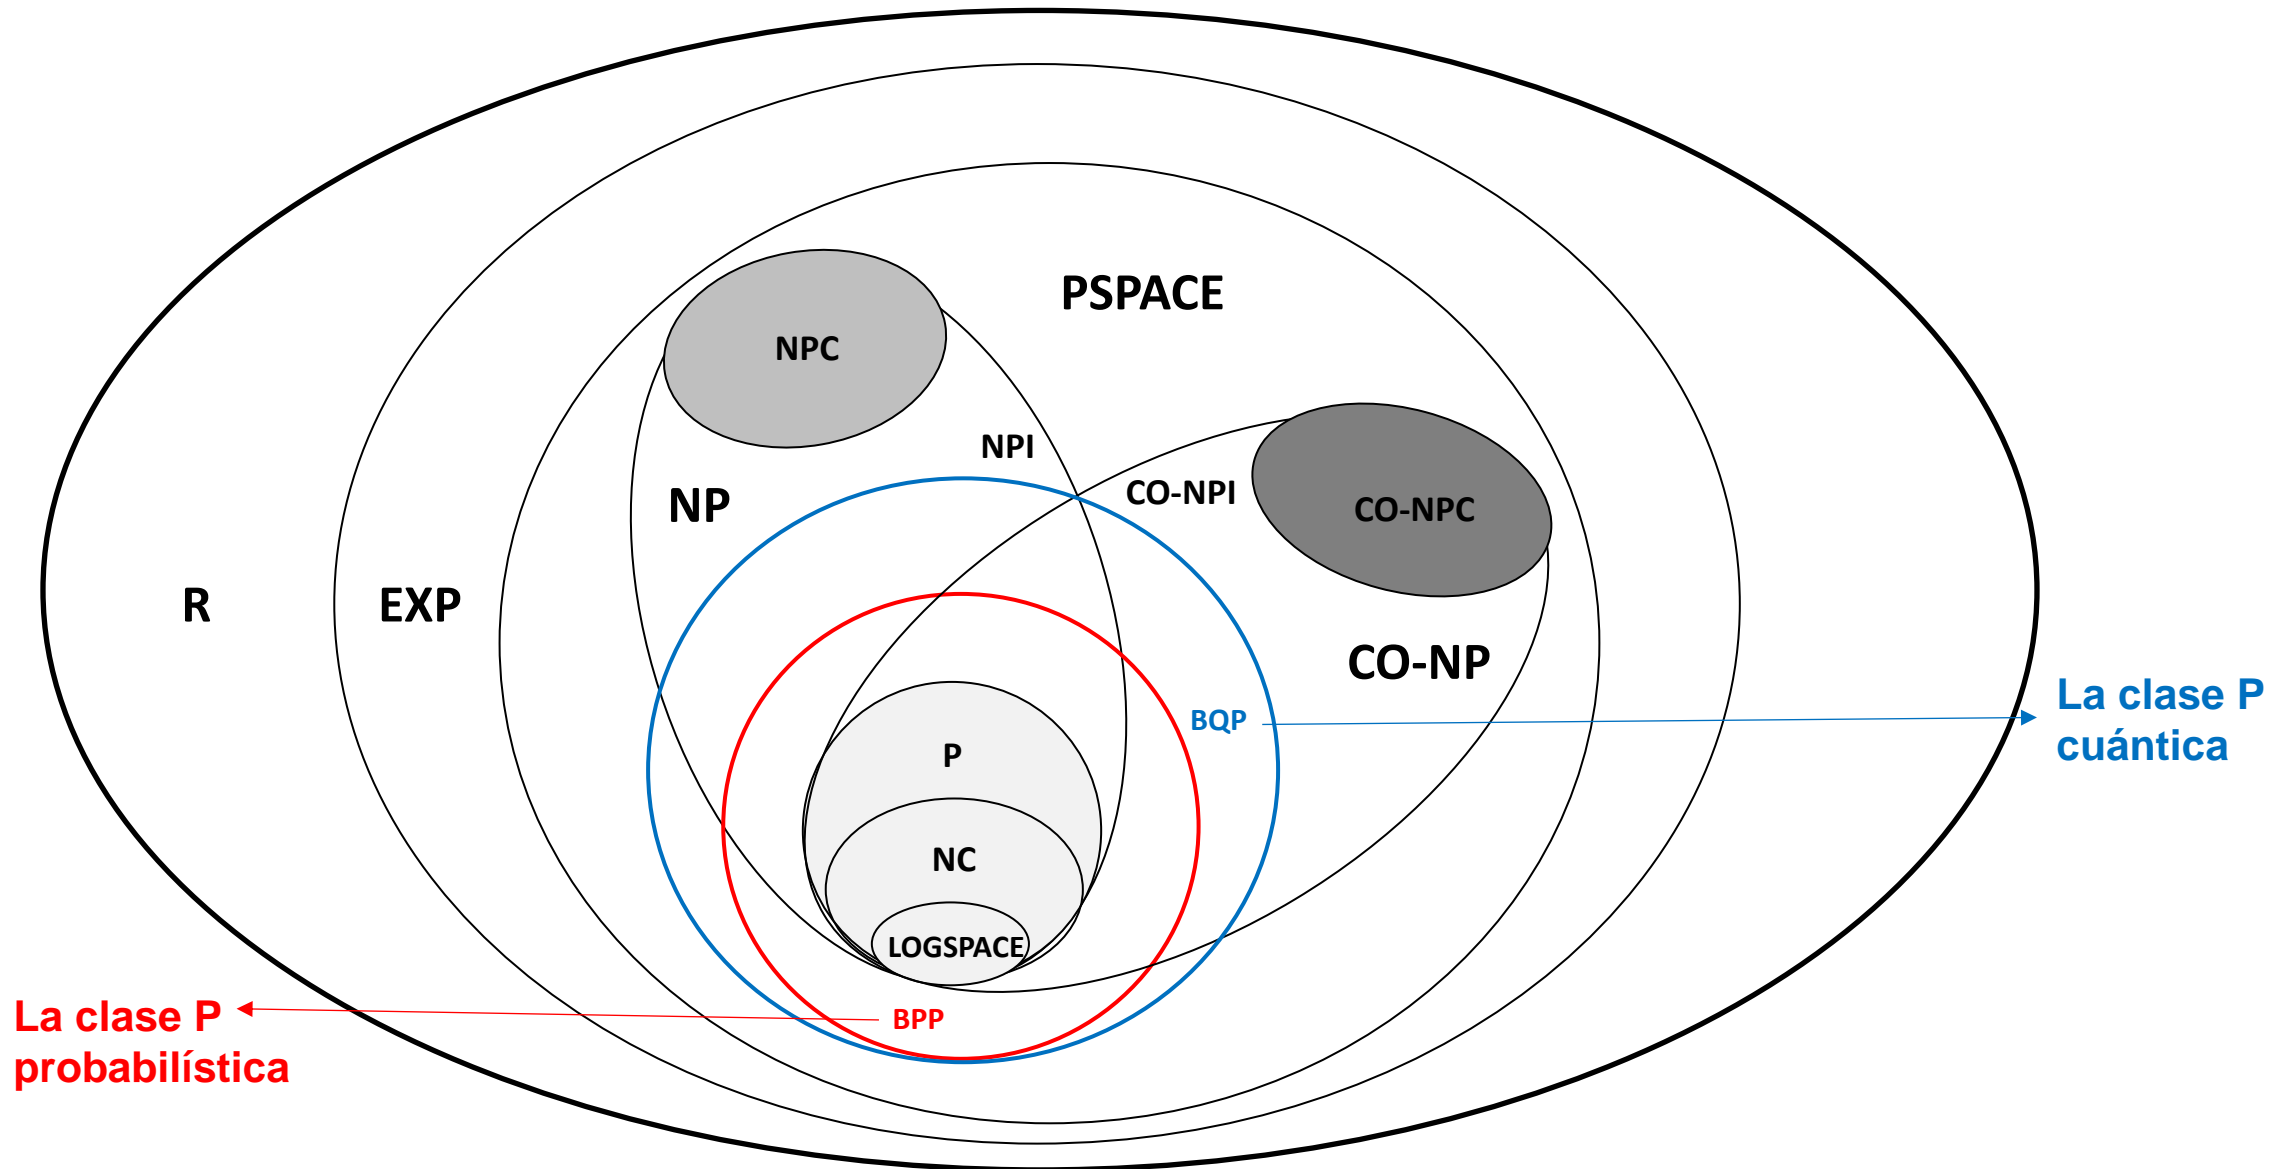 PSPACE
NPC
NPI
CO-NPI
NP
CO-NPC
R
EXP
CO-NP
BQP
La clase P
cuántica
P
NC
LOGSPACE
BPP
La clase P
probabilística